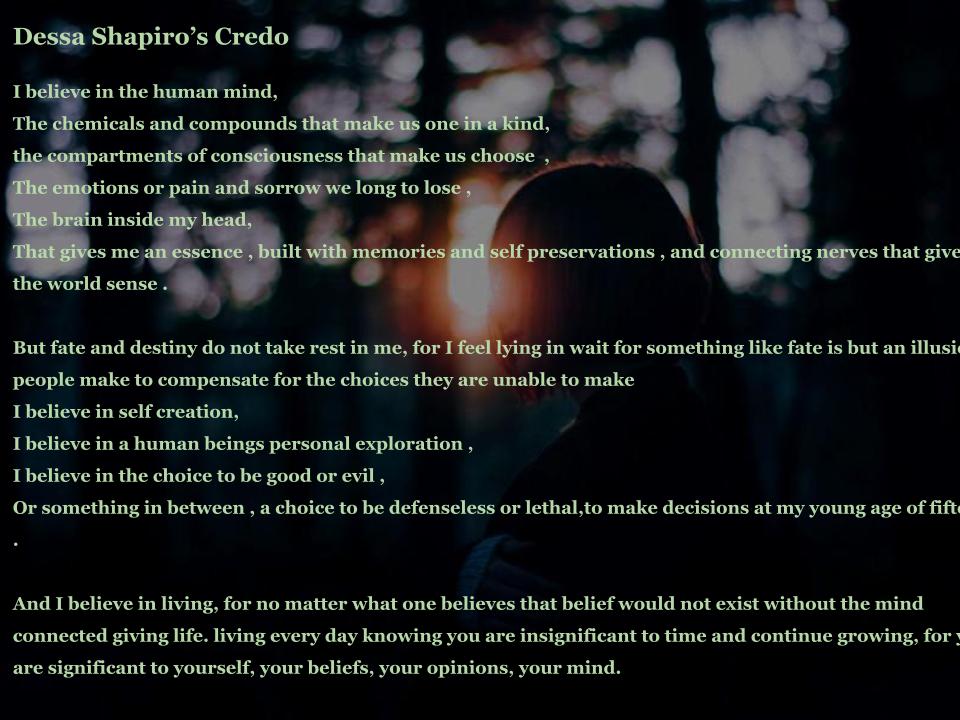 Dessa Shapiro’s Credo
I believe in the human mind,
The chemicals and compounds that make us one in a kind,
the compartments of consciousness that make us choose ,
The emotions or pain and sorrow we long to lose ,
The brain inside my head,
That gives me an essence , built with memories and self preservations , and connecting nerves that give
the world sense .
But fate and destiny do not take rest in me, for I feel lying in wait for something like fate is but an
people make to compensate for the choices they are unable to make
I believe in self creation,
I believe in a human beings personal exploration ,
I believe in the choice to be good or evil ,
Or something in between , a choice to be defenseless or lethal,to make decisions at my young age of
.
And I believe in living, for no matter what one believes that belief would not exist without the mind
connected giving life. living every day knowing you are insignificant to time and continue growing, for
are significant to yourself, your beliefs, your opinions, your mind.